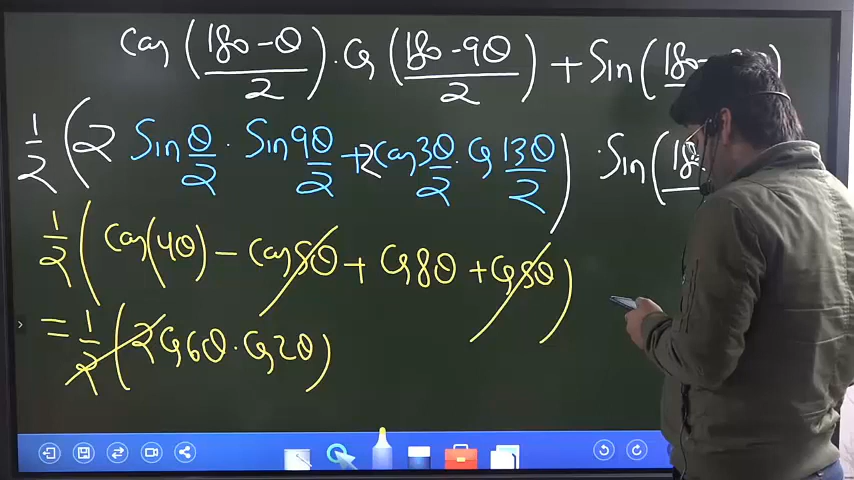 Cos (180 - θ / 2) . Cos (180 - 9θ / 2) + Sin (180
1/2 (2 Sin θ/2 . Sin 9θ/2 + 2 Cos 3θ/2 . Cos 13θ/2) . Sin (18
1/2 (Cos(4θ) - Cos 5θ + Cos 8θ + Cos 5θ)
= 1/2 (2 Cos 6θ . Cos 2θ)